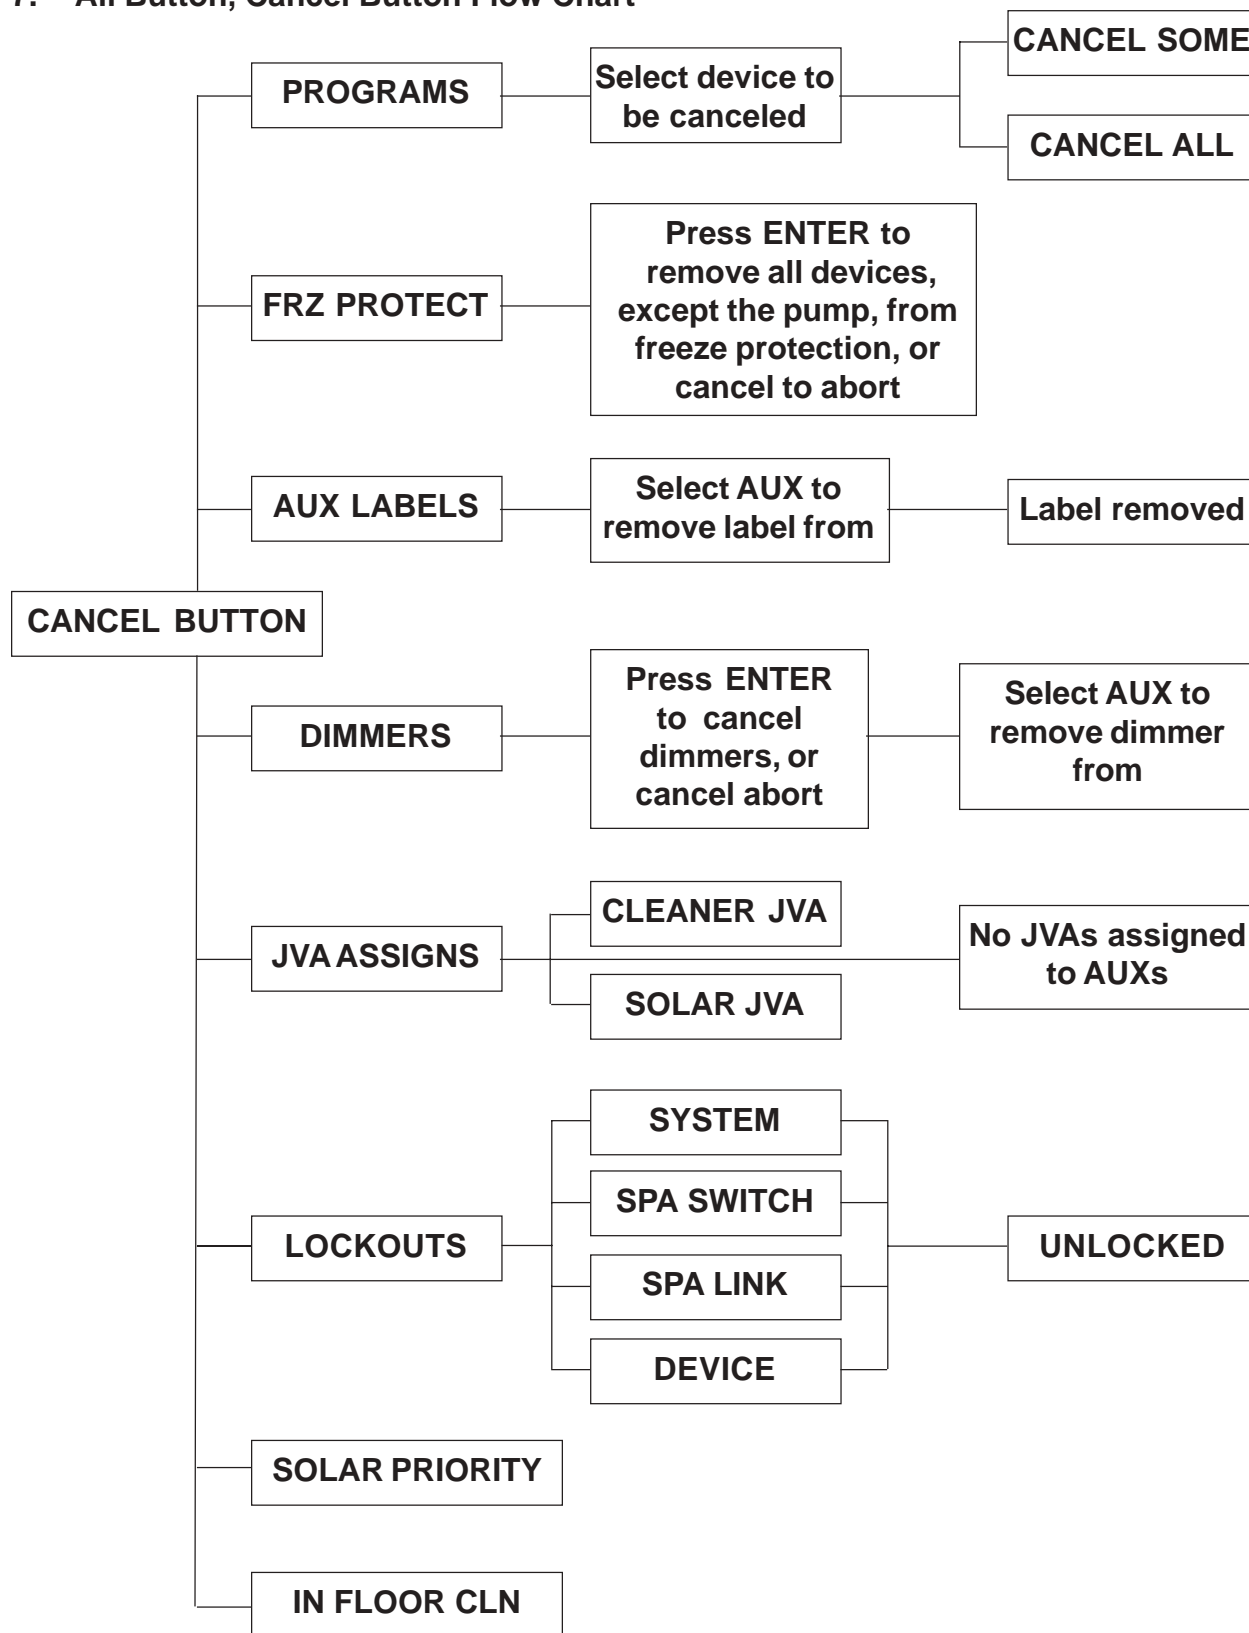 7. All Button, Cancel Button Flow Chart
CANCEL SOME
PROGRAMS
Select device to
be canceled
CANCEL ALL
Press ENTER to
remove all devices,
except the pump, from
freeze protection, or
cancel to abort
FRZ PROTECT
AUX LABELS
Select AUX to
remove label from
Label removed
CANCEL BUTTON
DIMMERS
Press ENTER
to cancel
dimmers, or
cancel abort
Select AUX to
remove dimmer
from
JVA ASSIGNS
CLEANER JVA
SOLAR JVA
No JVAs assigned
to AUXs
LOCKOUTS
SYSTEM
SPA SWITCH
SPA LINK
DEVICE
UNLOCKED
SOLAR PRIORITY
IN FLOOR CLN